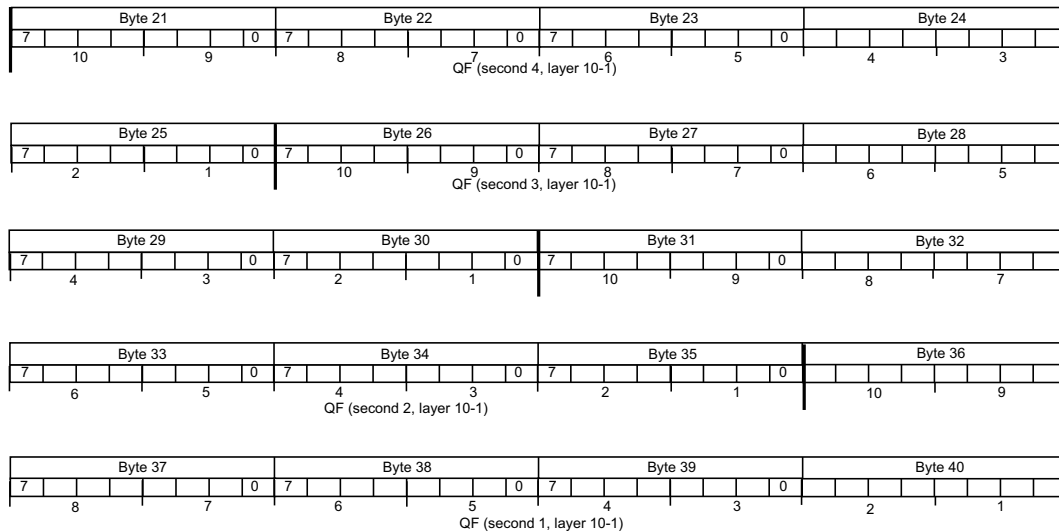 Byte 21 Byte 22 Byte 23 Byte 24
7 0 7 0 7 0
10 9 8 7 6 5 4 3
QF (second 4, layer 10-1)
Byte 25 Byte 26 Byte 27 Byte 28
7 0 7 0 7 0
2 1 10 9 8 7 6 5
QF (second 3, layer 10-1)
Byte 29 Byte 30 Byte 31 Byte 32
7 0 7 0 7 0
4 3 2 1 10 9 8 7
Byte 33 Byte 34 Byte 35 Byte 36
7 0 7 0 7 0
6 5 4 3 2 1 10 9
QF (second 2, layer 10-1)
Byte 37 Byte 38 Byte 39 Byte 40
7 0 7 0 7 0
8 7 6 5 4 3 2 1
QF (second 1, layer 10-1)